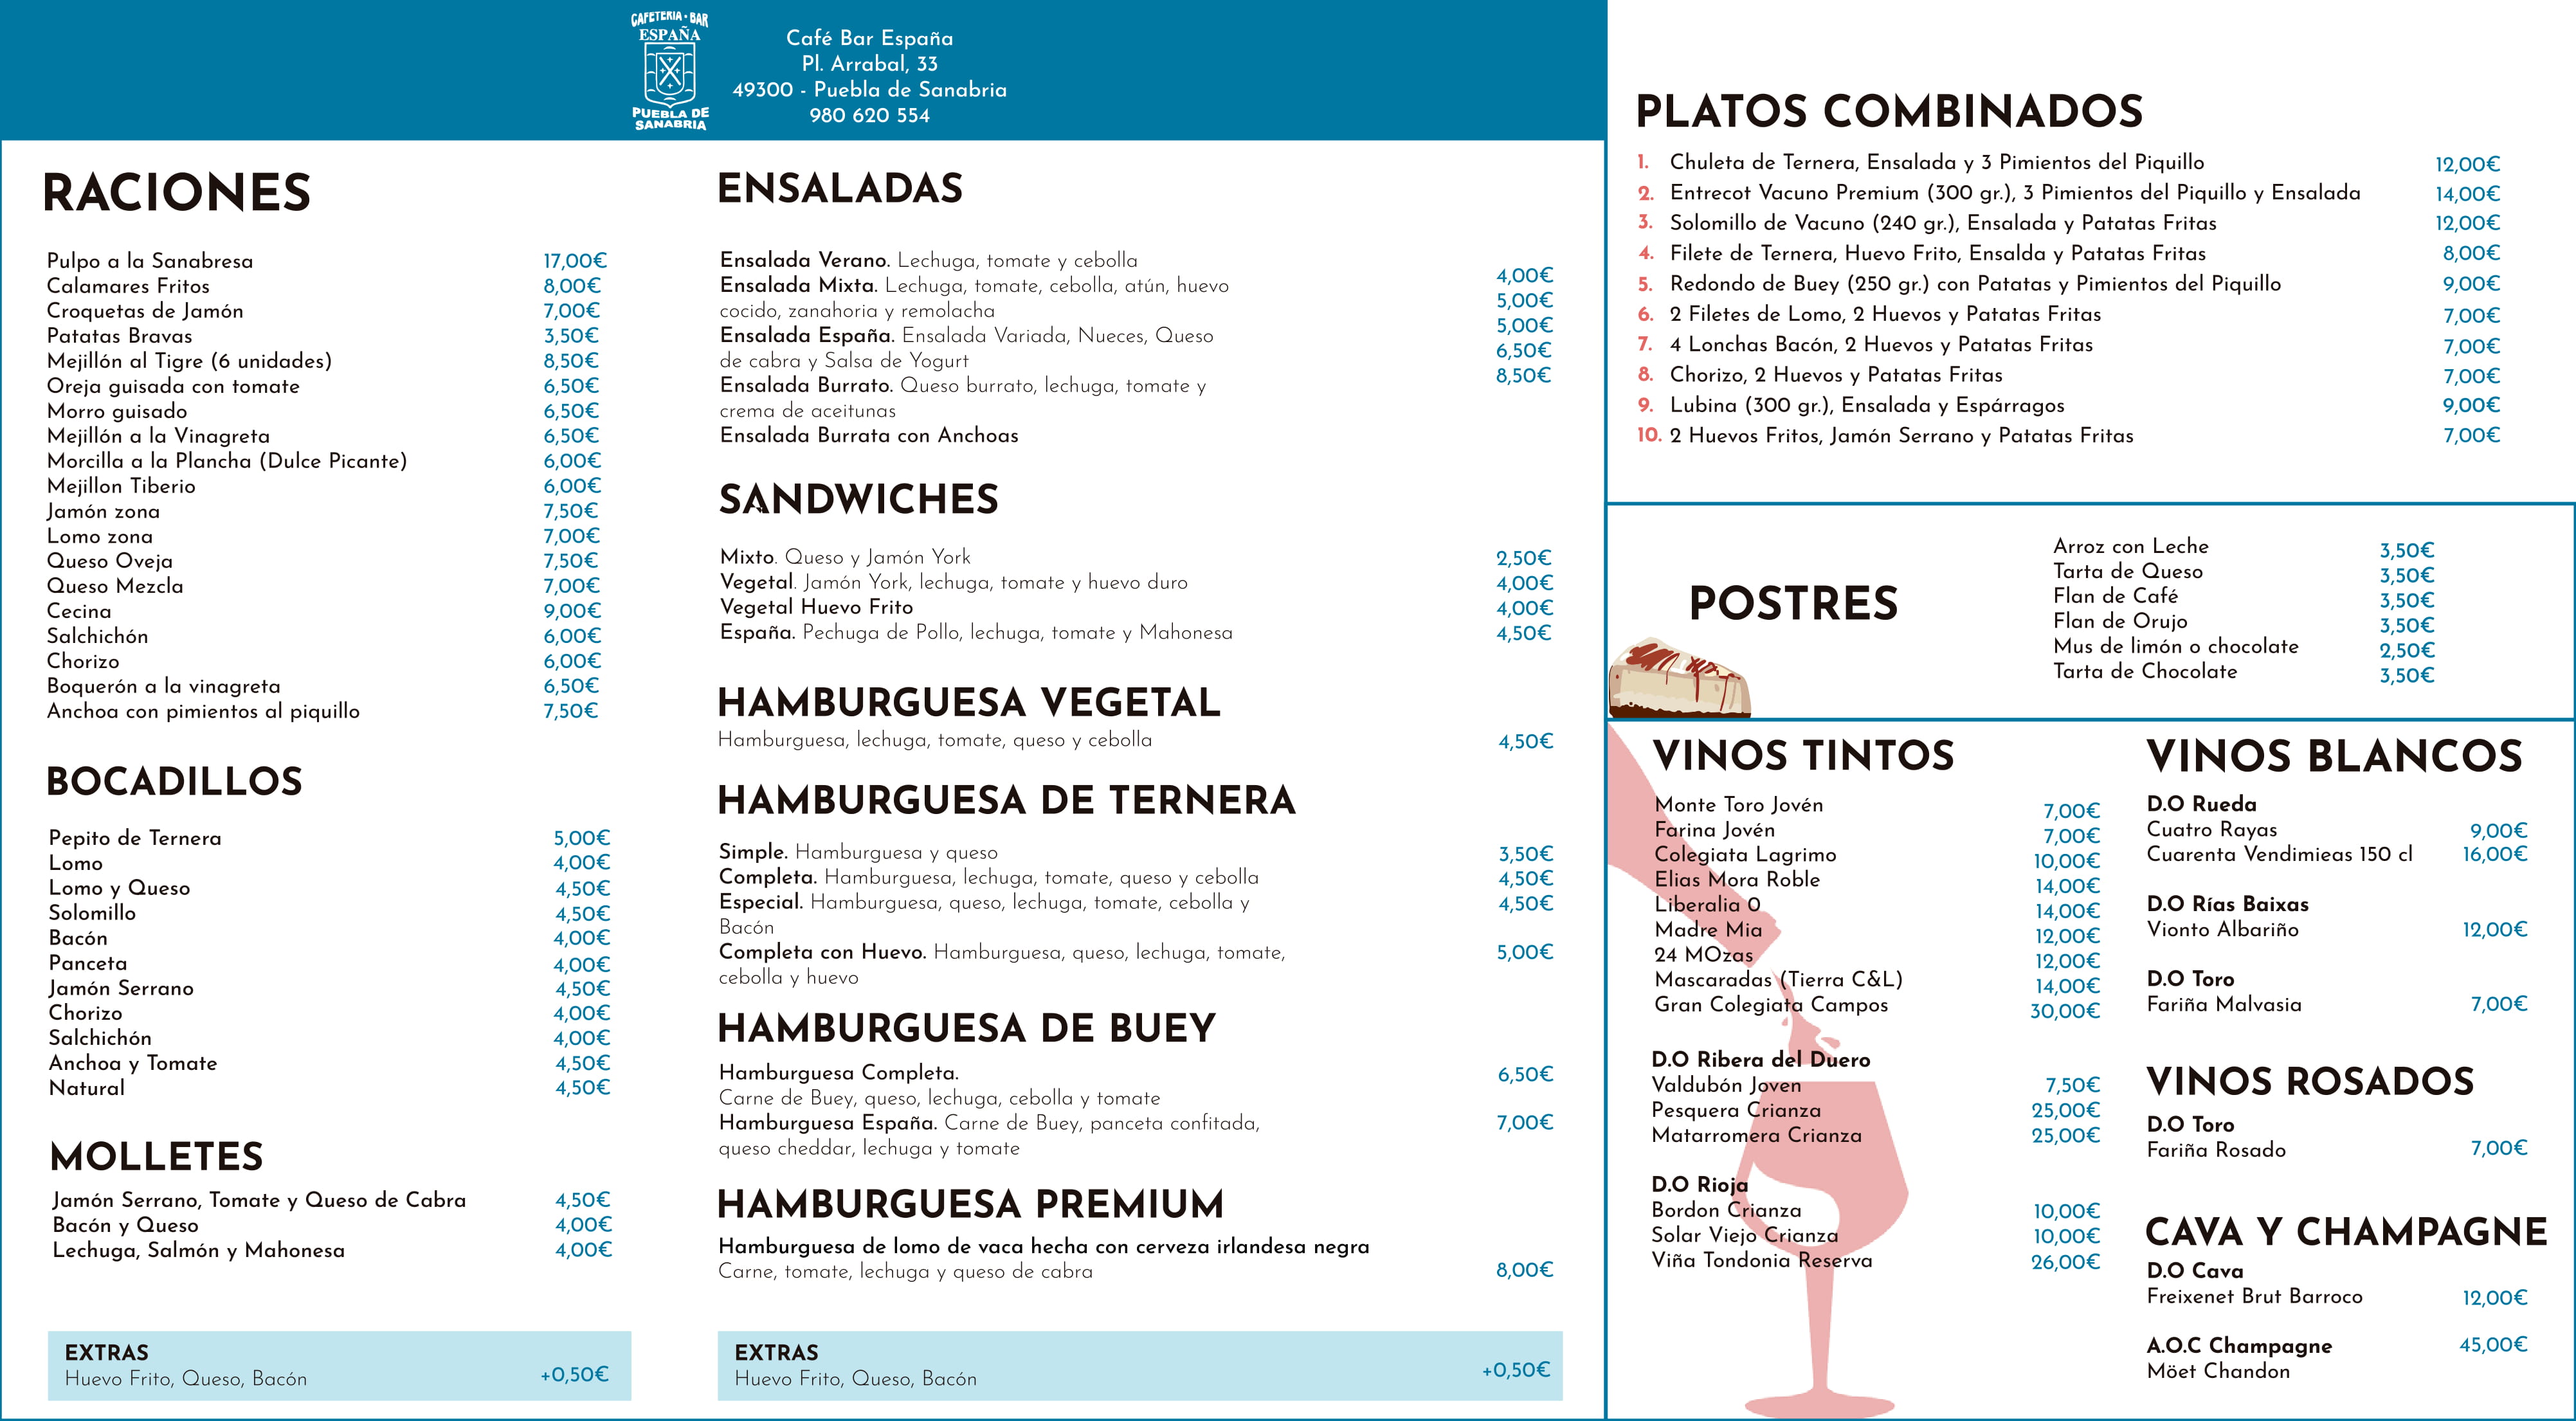 CAFETERIA • BAR
ESPAÑA
PUEBLA DE
SANABRIA
Café Bar España
Pl. Arrabal, 33
49300 - Puebla de Sanabria
980 620 554
RACIONES
Pulpo a la Sanabresa 17,00€
Calamares Fritos 8,00€
Croquetas de Jamón 7,00€
Patatas Bravas 3,50€
Mejillón al Tigre (6 unidades) 8,50€
Oreja guisada con tomate 6,50€
Morro guisado 6,50€
Mejillón a la Vinagreta 6,50€
Morcilla a la Plancha (Dulce Picante) 6,00€
Mejillon Tiberio 6,00€
Jamón zona 7,50€
Lomo zona 7,00€
Queso Oveja 7,50€
Queso Mezcla 7,00€
Cecina 9,00€
Salchichón 6,00€
Chorizo 6,00€
Boquerón a la vinagreta 6,50€
Anchoa con pimientos al piquillo 7,50€
BOCADILLOS
Pepito de Ternera 5,00€
Lomo 4,00€
Lomo y Queso 4,50€
Solomillo 4,50€
Bacón 4,00€
Panceta 4,00€
Jamón Serrano 4,50€
Chorizo 4,00€
Salchichón 4,00€
Anchoa y Tomate 4,50€
Natural 4,50€
MOLLETES
Jamón Serrano, Tomate y Queso de Cabra 4,50€
Bacón y Queso 4,00€
Lechuga, Salmón y Mahonesa 4,00€
EXTRAS
Huevo Frito, Queso, Bacón +0,50€
ENSALADAS
Ensalada Verano. Lechuga, tomate y cebolla
4,00€
Ensalada Mixta. Lechuga, tomate, cebolla, atún, huevo
5,00€
cocido, zanahoria y remolacha
5,00€
Ensalada España. Ensalada Variada, Nueces, Queso
6,50€
de cabra y Salsa de Yogurt
8,50€
Ensalada Burrato. Queso burrato, lechuga, tomate y
crema de aceitunas
Ensalada Burrata con Anchoas
SANDWICHES
Mixto. Queso y Jamón York 2,50€
Vegetal. Jamón York, lechuga, tomate y huevo duro 4,00€
Vegetal Huevo Frito 4,00€
España. Pechuga de Pollo, lechuga, tomate y Mahonesa 4,50€
HAMBURGUESA VEGETAL
Hamburguesa, lechuga, tomate, queso y cebolla 4,50€
HAMBURGUESA DE TERNERA
Simple. Hamburguesa y queso 3,50€
Completa. Hamburguesa, lechuga, tomate, queso y cebolla 4,50€
Especial. Hamburguesa, queso, lechuga, tomate, cebolla y 4,50€
Bacón
Completa con Huevo. Hamburguesa, queso, lechuga, tomate, 5,00€
cebolla y huevo
HAMBURGUESA DE BUEY
Hamburguesa Completa. 6,50€
Carne de Buey, queso, lechuga, cebolla y tomate
Hamburguesa España. Carne de Buey, panceta confitada, 7,00€
queso cheddar, lechuga y tomate
HAMBURGUESA PREMIUM
Hamburguesa de lomo de vaca hecha con cerveza irlandesa negra
Carne, tomate, lechuga y queso de cabra 8,00€
EXTRAS
Huevo Frito, Queso, Bacón +0,50€
PLATOS COMBINADOS
1. Chuleta de Ternera, Ensalada y 3 Pimientos del Piquillo 12,00€
2. Entrecot Vacuno Premium (300 gr.), 3 Pimientos del Piquillo y Ensalada 14,00€
3. Solomillo de Vacuno (240 gr.), Ensalada y Patatas Fritas 12,00€
4. Filete de Ternera, Huevo Frito, Ensalda y Patatas Fritas 8,00€
5. Redondo de Buey (250 gr.) con Patatas y Pimientos del Piquillo 9,00€
6. 2 Filetes de Lomo, 2 Huevos y Patatas Fritas 7,00€
7. 4 Lonchas Bacón, 2 Huevos y Patatas Fritas 7,00€
8. Chorizo, 2 Huevos y Patatas Fritas 7,00€
9. Lubina (300 gr.), Ensalada y Espárragos 9,00€
10. 2 Huevos Fritos, Jamón Serrano y Patatas Fritas 7,00€
POSTRES
Arroz con Leche 3,50€
Tarta de Queso 3,50€
Flan de Café 3,50€
Flan de Orujo 3,50€
Mus de limón o chocolate 2,50€
Tarta de Chocolate 3,50€
VINOS TINTOS
Monte Toro Jovén 7,00€
Farina Jovén 7,00€
Colegiata Lagrimo 10,00€
Elias Mora Roble 14,00€
Liberalia 0 14,00€
Madre Mia 12,00€
24 MOzas 12,00€
Mascaradas (Tierra C&L) 14,00€
Gran Colegiata Campos 30,00€
D.O Ribera del Duero
Valdubón Joven 7,50€
Pesquera Crianza 25,00€
Matarromera Crianza 25,00€
D.O Rioja
Bordon Crianza 10,00€
Solar Viejo Crianza 10,00€
Viña Tondonia Reserva 26,00€
VINOS BLANCOS
D.O Rueda
Cuatro Rayas 9,00€
Cuarenta Vendimieas 150 cl 16,00€
D.O Rías Baixas
Vionto Albariño 12,00€
D.O Toro
Fariña Malvasia 7,00€
VINOS ROSADOS
D.O Toro
Fariña Rosado 7,00€
CAVA Y CHAMPAGNE
D.O Cava
Freixenet Brut Barroco 12,00€
A.O.C Champagne 45,00€
Möet Chandon